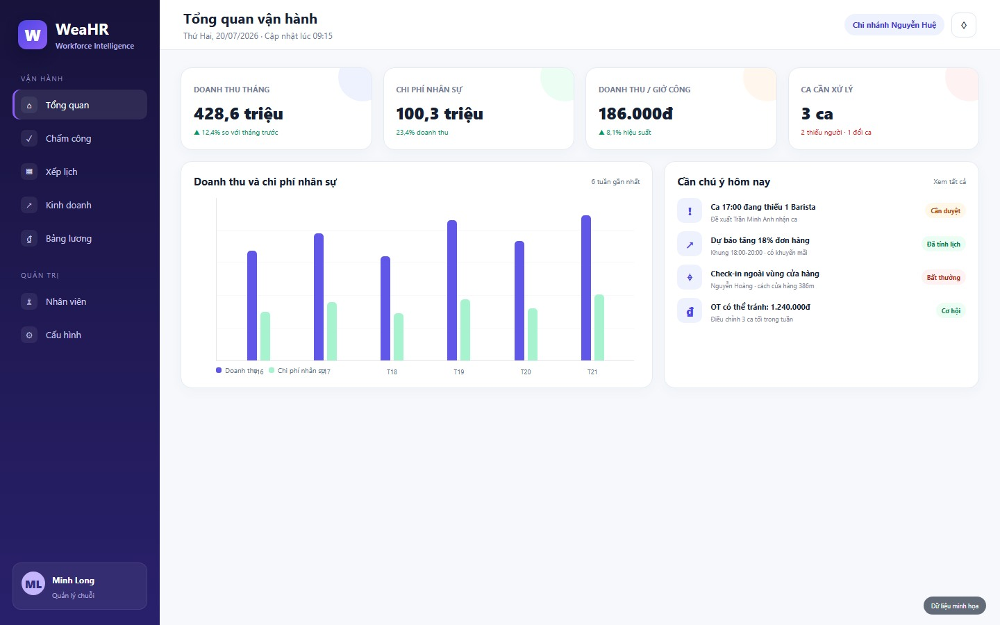 W
WeaHR
Workforce Intelligence
VẬN HÀNH
Tổng quan
Chấm công
Xếp lịch
Kinh doanh
₫ Bảng lương
QUẢN TRỊ
Nhân viên
Cấu hình
ML
Minh Long
Quản lý chuỗi
Tổng quan vận hành
Thứ Hai, 20/07/2026 · Cập nhật lúc 09:15
Chi nhánh Nguyễn Huệ
DOANH THU THÁNG
428,6 triệu
▲ 12,4% so với tháng trước
CHI PHÍ NHÂN SỰ
100,3 triệu
23,4% doanh thu
DOANH THU / GIỜ CÔNG
186.000đ
▲ 8,1% hiệu suất
CA CẦN XỬ LÝ
3 ca
2 thiếu người · 1 đổi ca
Doanh thu và chi phí nhân sự
6 tuần gần nhất
Doanh thu
Chi phí nhân sự
T16 T17 T18 T19 T20 T21
Cần chú ý hôm nay
Xem tất cả
! Ca 17:00 đang thiếu 1 Barista
Đề xuất Trần Minh Anh nhận ca
Cần duyệt
Dự báo tăng 18% đơn hàng
Khung 18:00-20:00 · có khuyến mãi
Đã tính lịch
Check-in ngoài vùng cửa hàng
Nguyễn Hoàng · cách cửa hàng 386m
Bất thường
₫ OT có thể tránh: 1.240.000đ
Điều chỉnh 3 ca tối trong tuần
Cơ hội
Dữ liệu minh họa